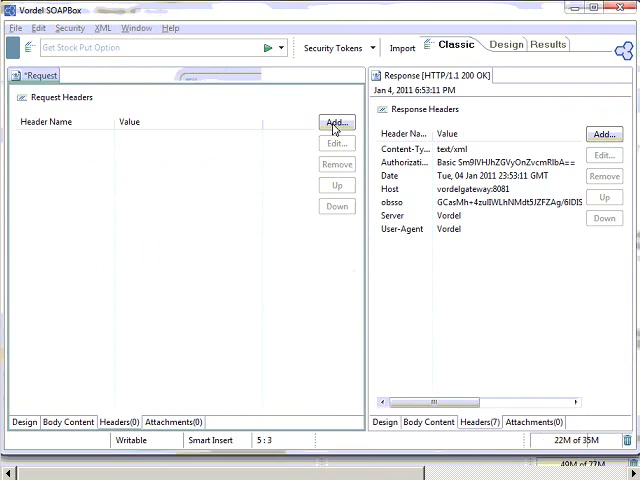 Vordel SOAPBox
File Edit Security XML Window Help
Get Stock Put Option Security Tokens Import Classic Design Results
*Request
Request Headers
Header Name Value
Add...
Edit...
Remove
Up
Down
Design Body Content Headers(0) Attachments(0)
Response [HTTP/1.1 200 OK]
Jan 4, 2011 6:53:11 PM
Response Headers
Header Na... Value
Content-Ty... text/xml
Authorizati... Basic Sm9lVHJhZGVyOnZvcmRlbA==
Date Tue, 04 Jan 2011 23:53:11 GMT
Host vordelgateway:8081
obsso
Server Vordel
User-Agent Vordel
Add...
Edit...
Remove
Up
Down
Design Body Content Headers(7) Attachments(0)
Writable Smart Insert 5 : 3 22M of 35M
49M of 77M